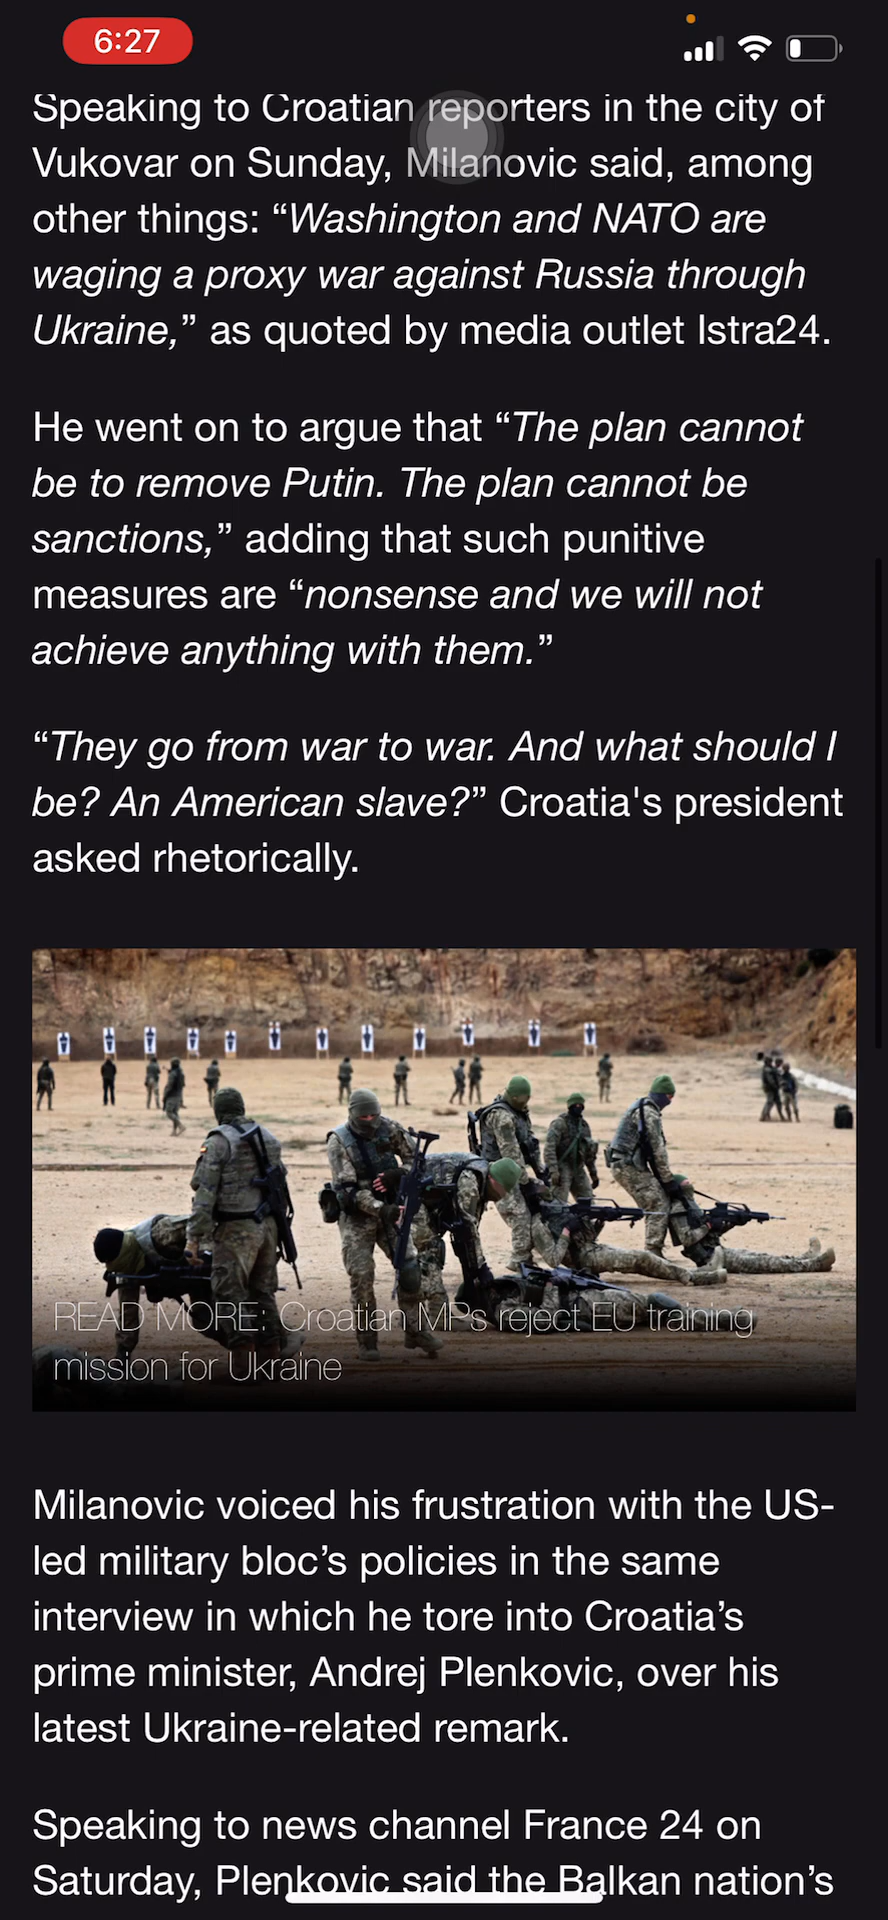 6:27
Speaking to Croatian reporters in the city of
Vukovar on Sunday, Milanovic said, among
other things: “Washington and NATO are
waging a proxy war against Russia through
Ukraine,” as quoted by media outlet Istra24.
He went on to argue that “The plan cannot
be to remove Putin. The plan cannot be
sanctions,” adding that such punitive
measures are “nonsense and we will not
achieve anything with them.”
“They go from war to war. And what should I
be? An American slave?” Croatia's president
asked rhetorically.
READ MORE: Croatian MPs reject EU training
mission for Ukraine
Milanovic voiced his frustration with the US-
led military bloc’s policies in the same
interview in which he tore into Croatia’s
prime minister, Andrej Plenkovic, over his
latest Ukraine-related remark.
Speaking to news channel France 24 on
Saturday, Plenkovic said the Balkan nation’s